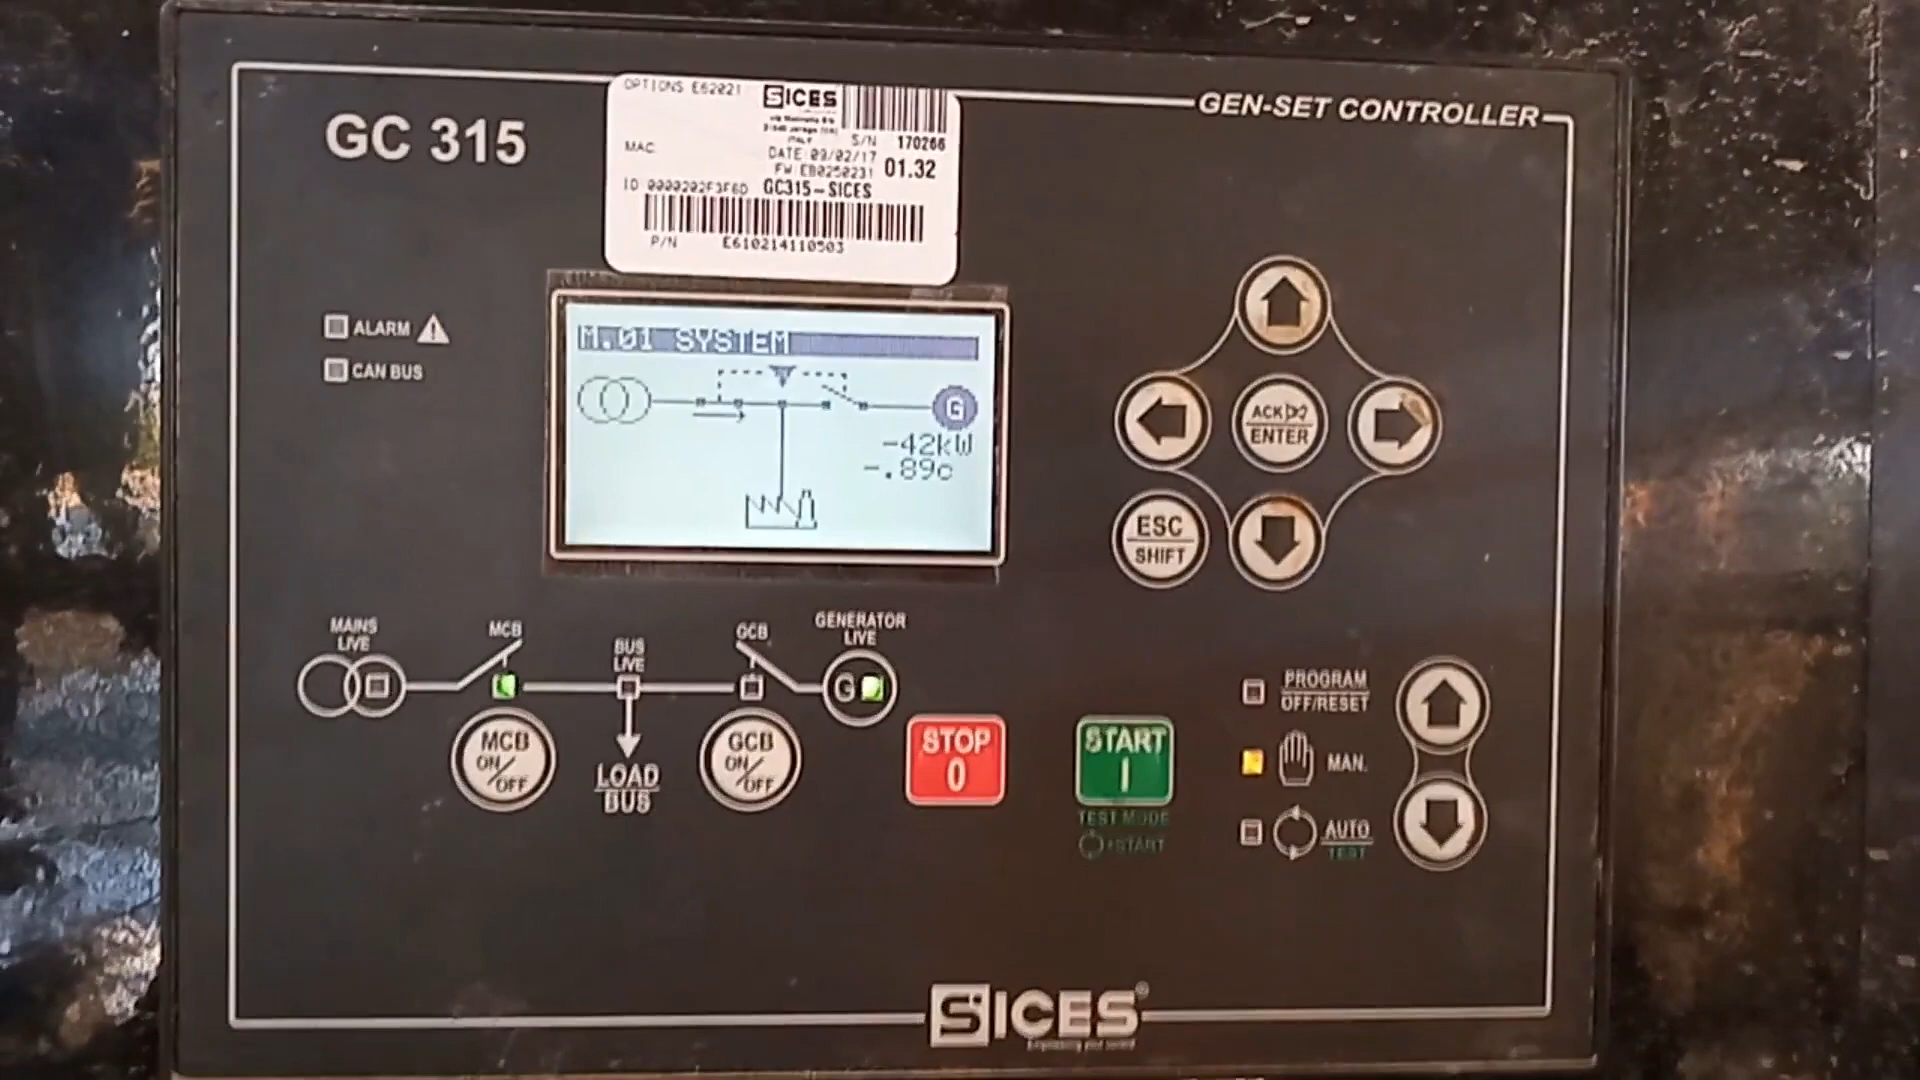 GC 315
OPTIONS E62021
SICES
S/N 170266
MAC
DATE:09/02/17
FW:EB0250231 01.32
ID 0000202F3F6D GC315-SICES
P/N E610214110503
GEN-SET CONTROLLER
ALARM
CAN BUS
M.01 SYSTEM
G
-42kW
-.89c
ACK
ENTER
ESC
SHIFT
MAINS
LIVE
MCB
BUS
LIVE
GCB
GENERATOR
LIVE
G
MCB
ON/OFF
LOAD
BUS
GCB
ON/OFF
STOP
0
START
I
TEST MODE
+START
PROGRAM
OFF/RESET
MAN.
AUTO
TEST
SICES